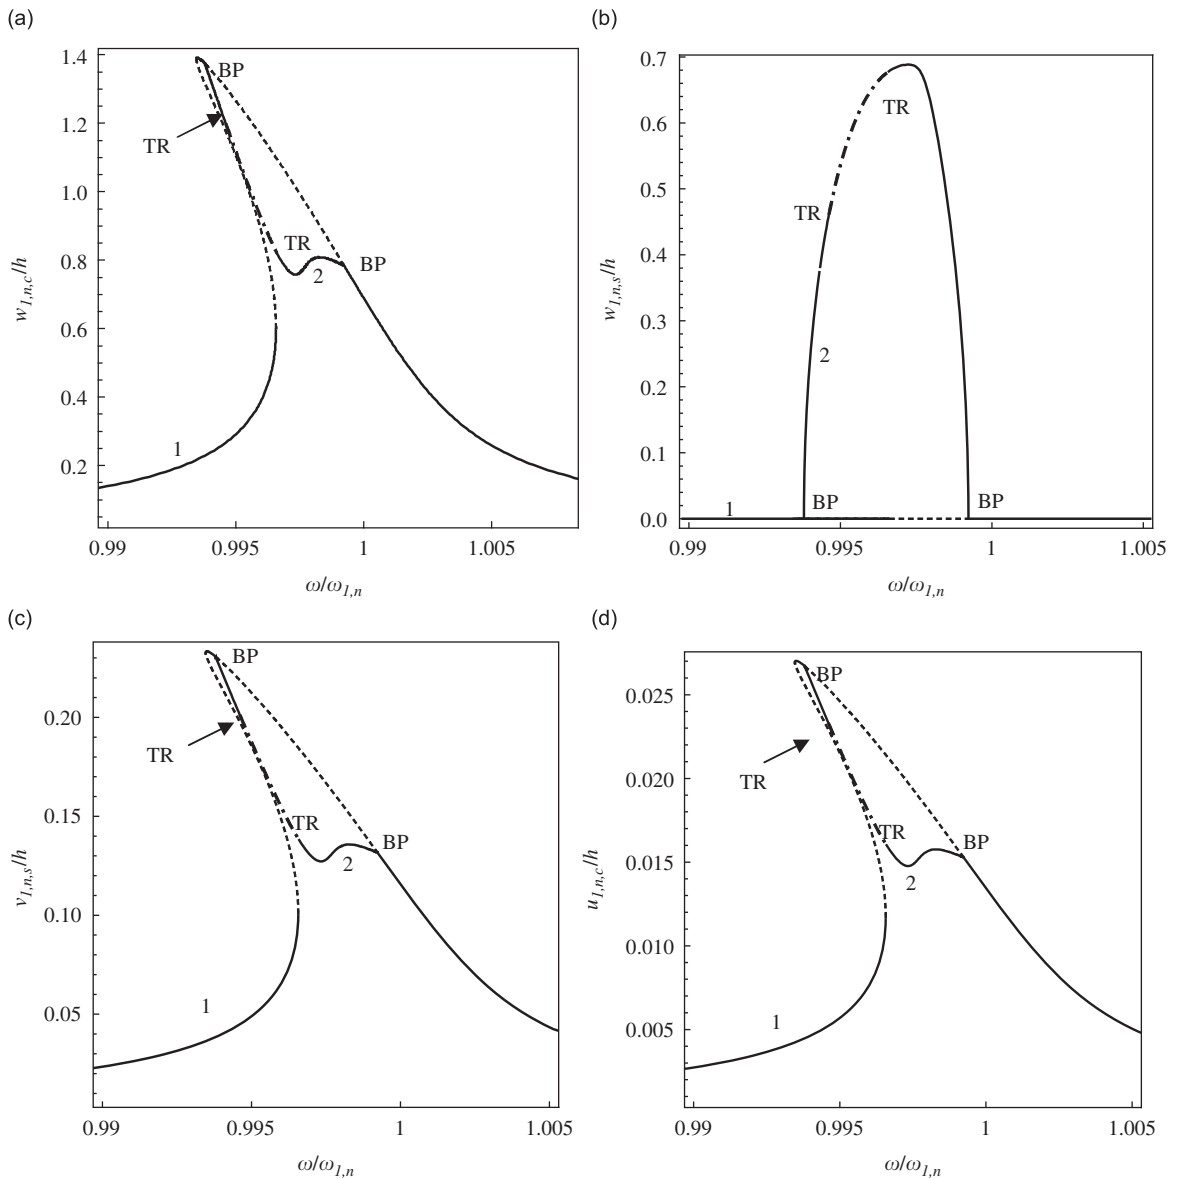 (a)
1.4
1.2
1.0
0.8
0.6
0.4
0.2
w1,n,c/h
BP
TR
TR
BP
2
1
0.99
0.995
1
1.005
ω/ω1,n
(b)
0.7
0.6
0.5
0.4
0.3
0.2
0.1
0.0
w1,n,s/h
TR
TR
2
1
BP
BP
0.99
0.995
1
1.005
ω/ω1,n
(c)
0.20
0.15
0.10
0.05
v1,n,s/h
BP
TR
TR
BP
2
1
0.99
0.995
1
1.005
ω/ω1,n
(d)
0.025
0.020
0.015
0.010
0.005
u1,n,c/h
BP
TR
TR
BP
2
1
0.99
0.995
1
1.005
ω/ω1,n